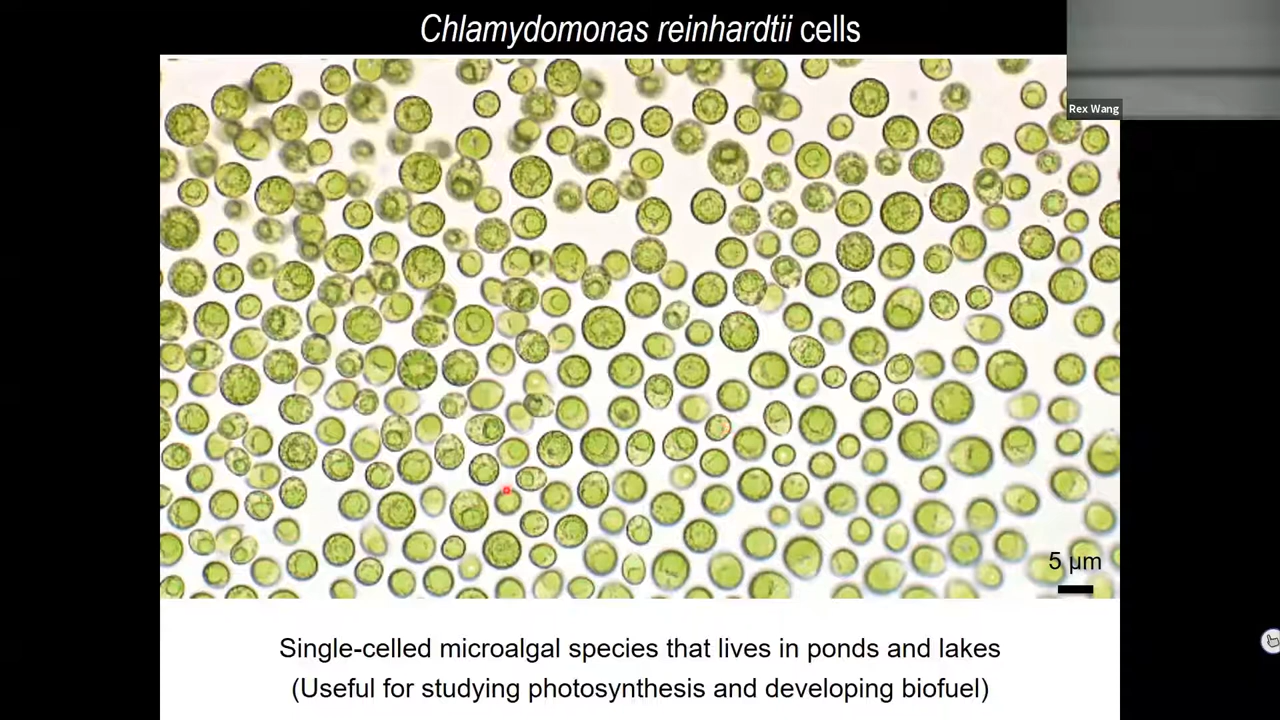 Chlamydomonas reinhardtii cells
Rex Wang
5 µm
Single-celled microalgal species that lives in ponds and lakes
(Useful for studying photosynthesis and developing biofuel)